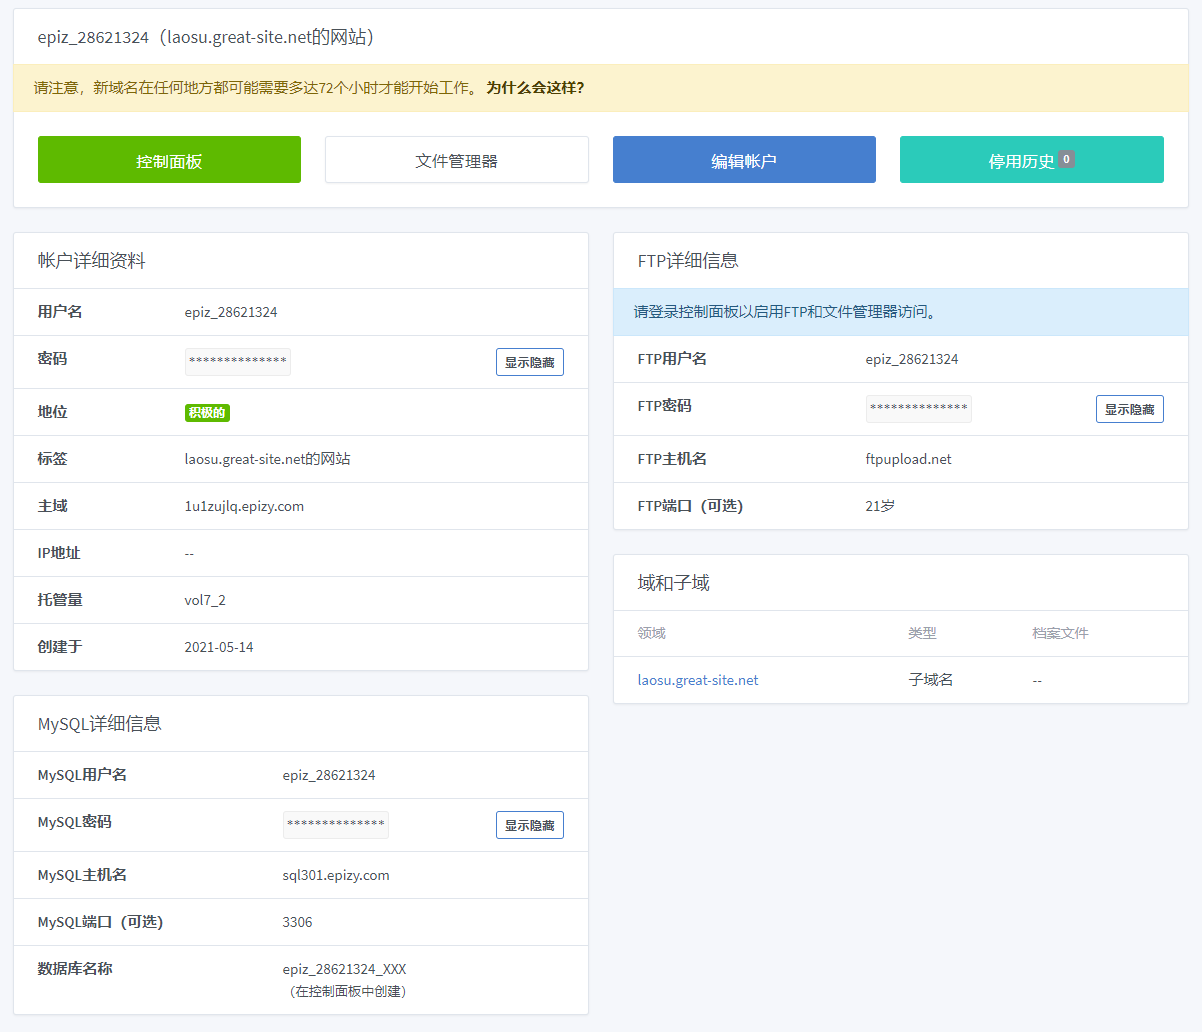 epiz_28621324（laosu.great-site.net的网站）
请注意，新域名在任何地方都可能需要多达72个小时才能开始工作。 为什么会这样？
控制面板
文件管理器
编辑帐户
停用历史 0
帐户详细资料
用户名 epiz_28621324
密码 ************** 显示隐藏
地位 积极的
标签 laosu.great-site.net的网站
主域 1u1zujlq.epizy.com
IP地址 --
托管量 vol7_2
创建于 2021-05-14
MySQL详细信息
MySQL用户名 epiz_28621324
MySQL密码 ************** 显示隐藏
MySQL主机名 sql301.epizy.com
MySQL端口（可选） 3306
数据库名称 epiz_28621324_XXX
（在控制面板中创建）
FTP详细信息
请登录控制面板以启用FTP和文件管理器访问。
FTP用户名 epiz_28621324
FTP密码 ************** 显示隐藏
FTP主机名 ftpupload.net
FTP端口（可选） 21岁
域和子域
领域 类型 档案文件
laosu.great-site.net 子域名 --